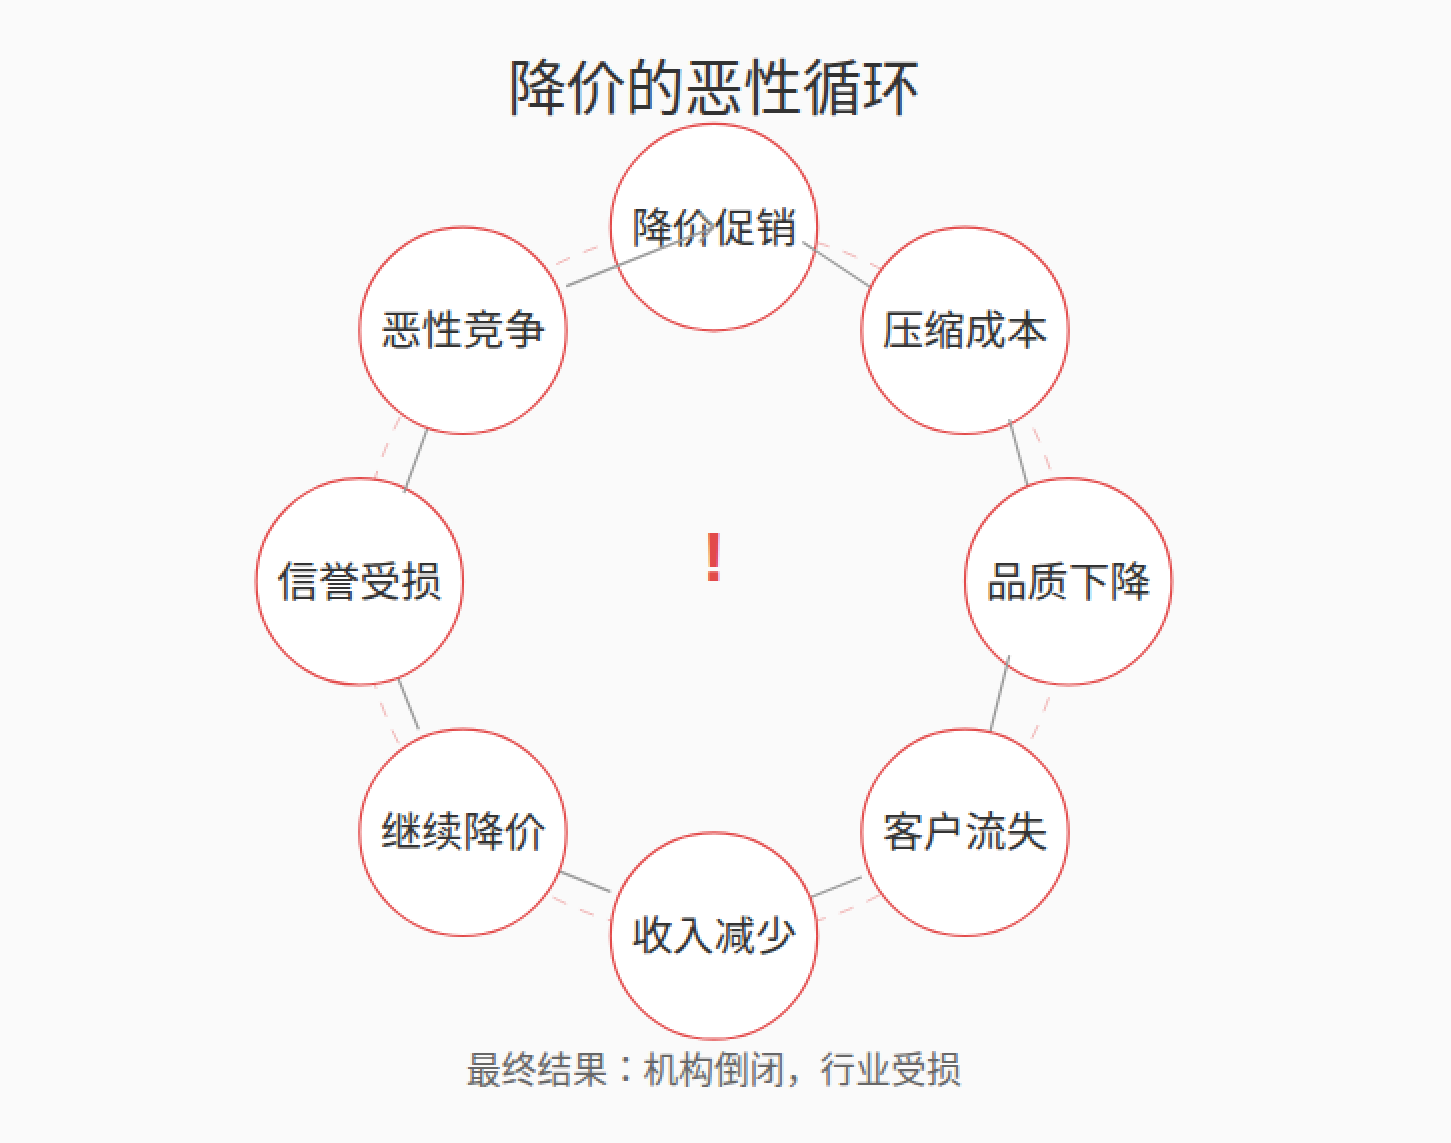 降价的恶性循环
降价促销
压缩成本
品质下降
客户流失
收入减少
继续降价
信誉受损
恶性竞争
!
最终结果：机构倒闭，行业受损